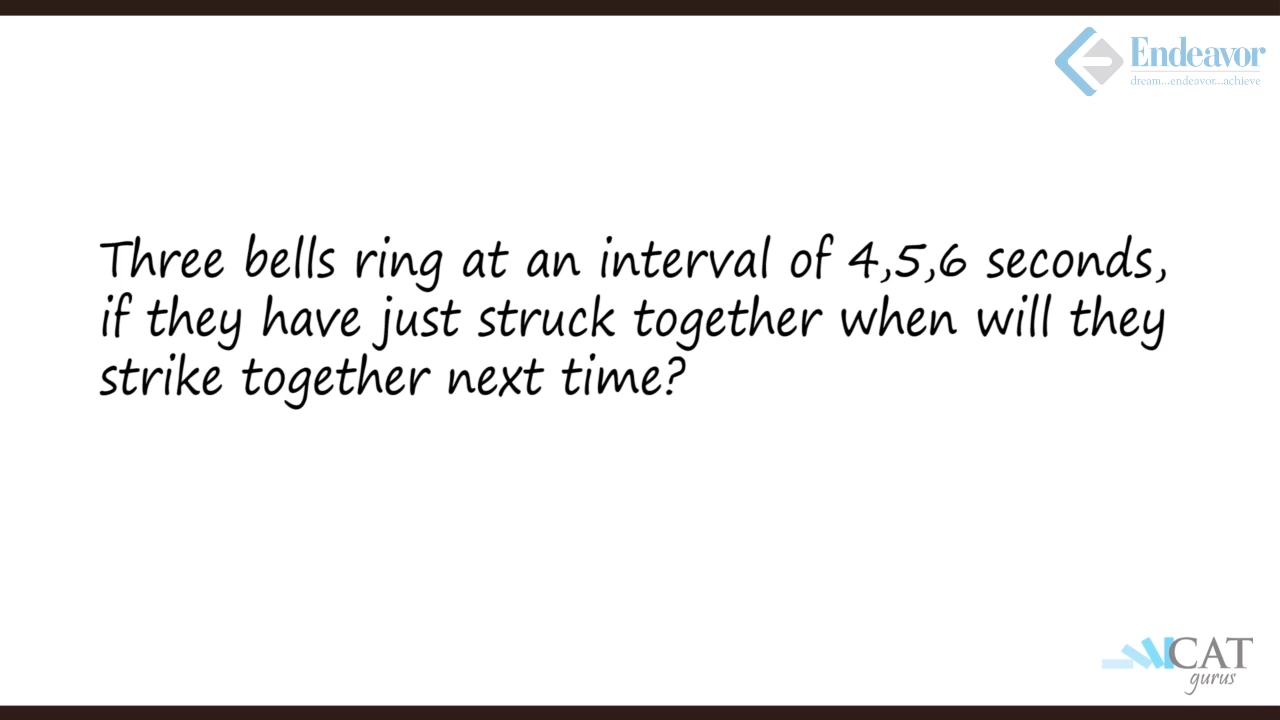 Endeavor
dream...endeavor...achieve
Three bells ring at an interval of 4,5,6 seconds,
if they have just struck together when will they
strike together next time?
CAT
gurus